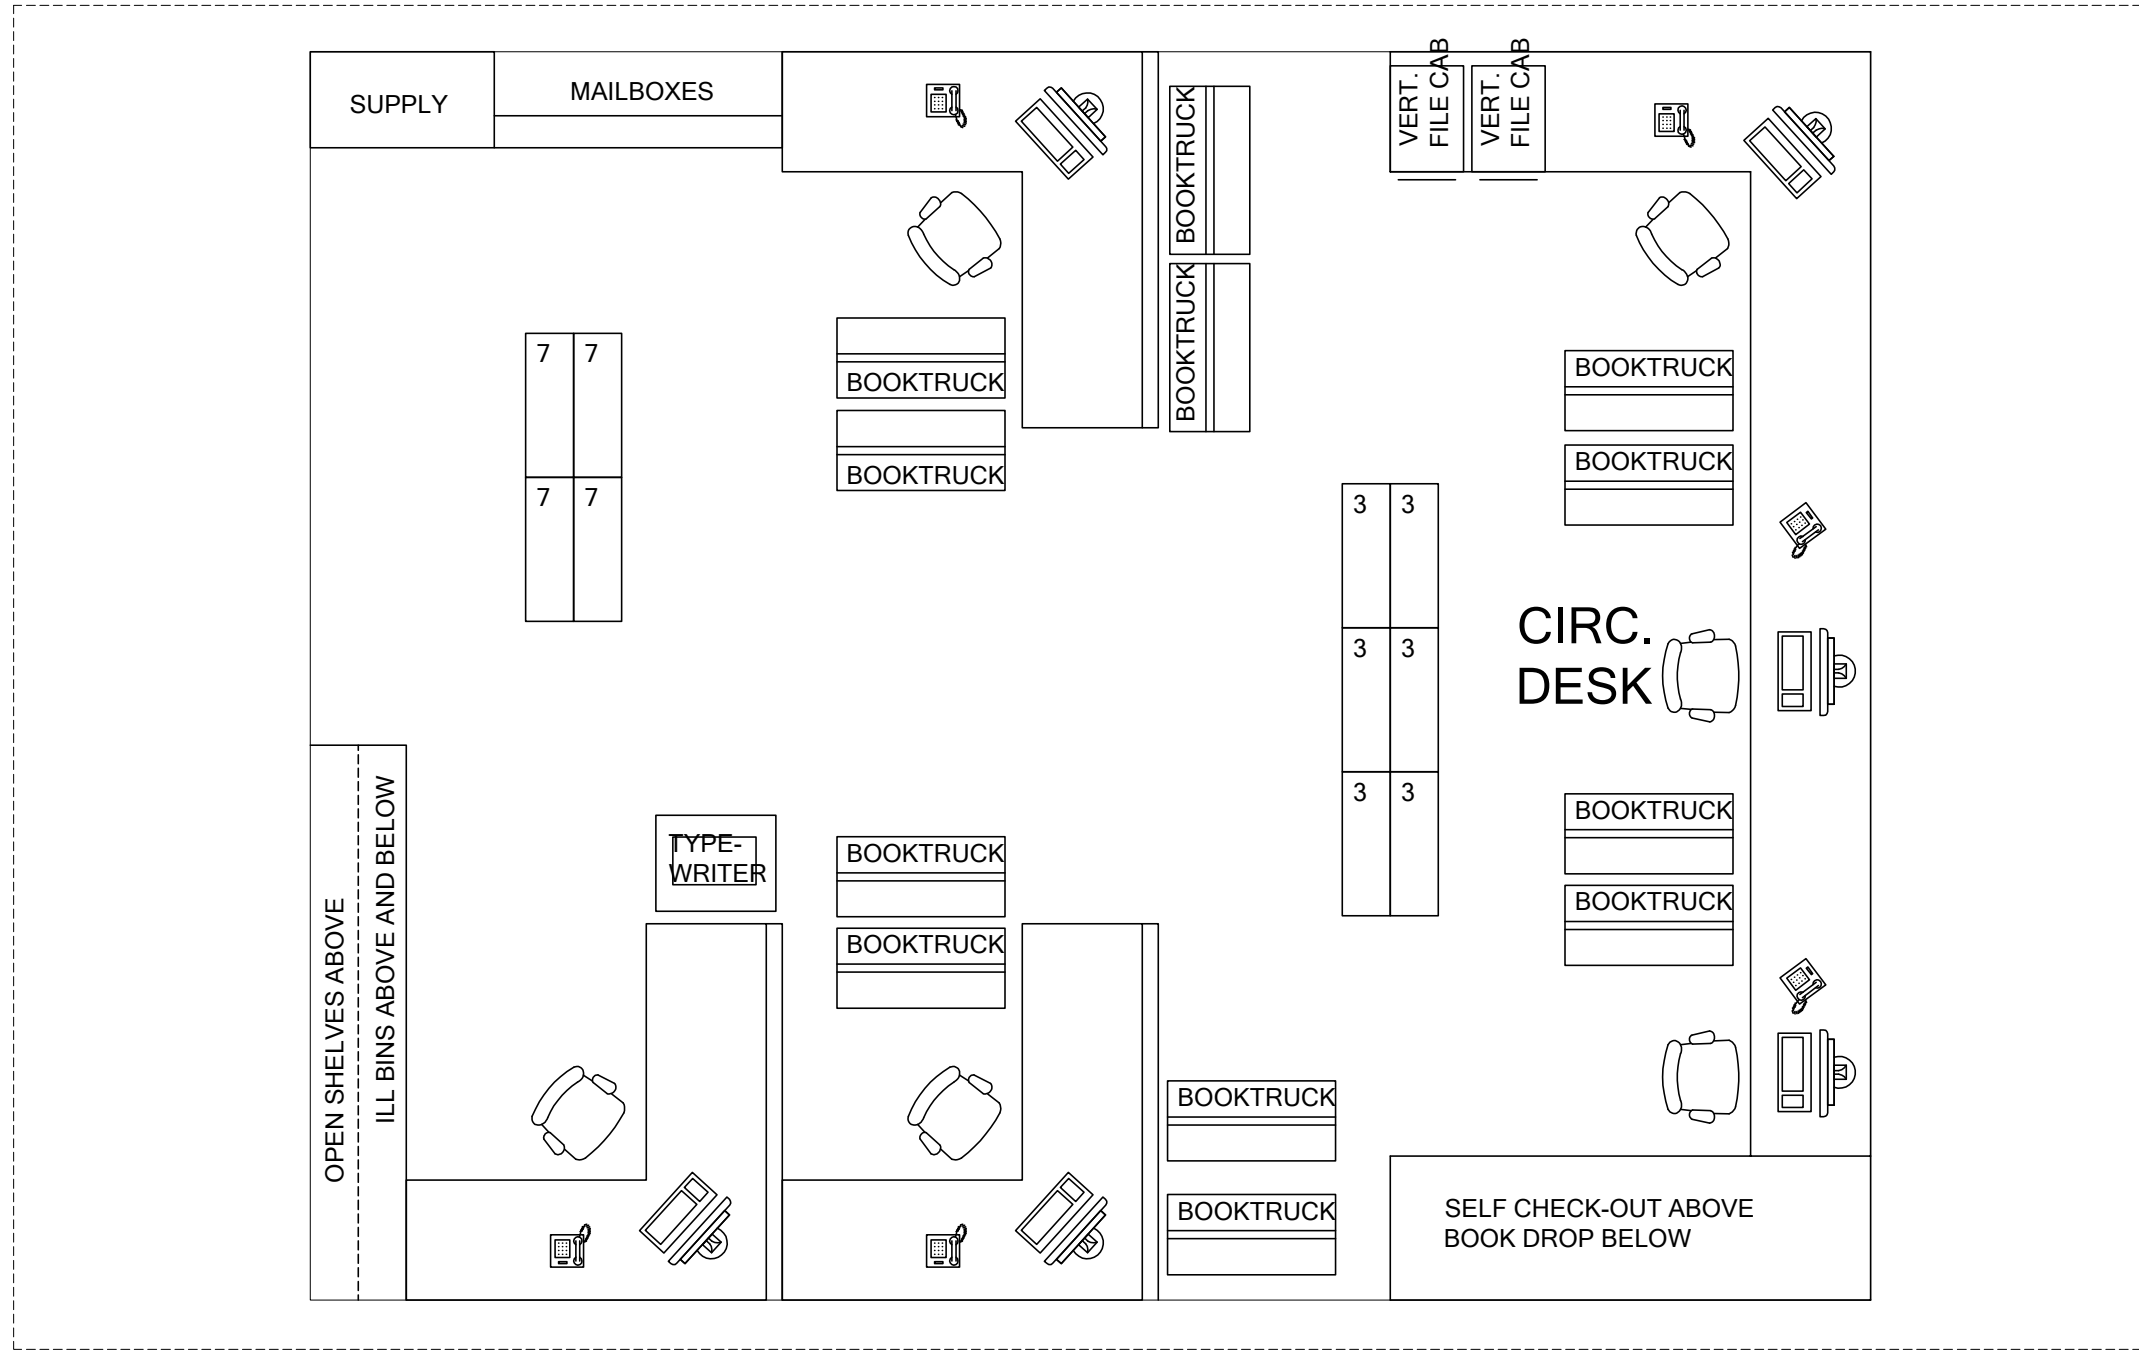 SUPPLY
MAILBOXES
BOOKTRUCK
VERT.
FILE CAB
VERT.
FILE CAB
BOOKTRUCK
7 7
BOOKTRUCK
BOOKTRUCK
BOOKTRUCK
BOOKTRUCK
7 7
BOOKTRUCK
3 3
CIRC.
DESK
3 3
3 3
BOOKTRUCK
TYPE-
WRITER
BOOKTRUCK
BOOKTRUCK
BOOKTRUCK
OPEN SHELVES ABOVE
ILL BINS ABOVE AND BELOW
BOOKTRUCK
BOOKTRUCK
SELF CHECK-OUT ABOVE
BOOK DROP BELOW